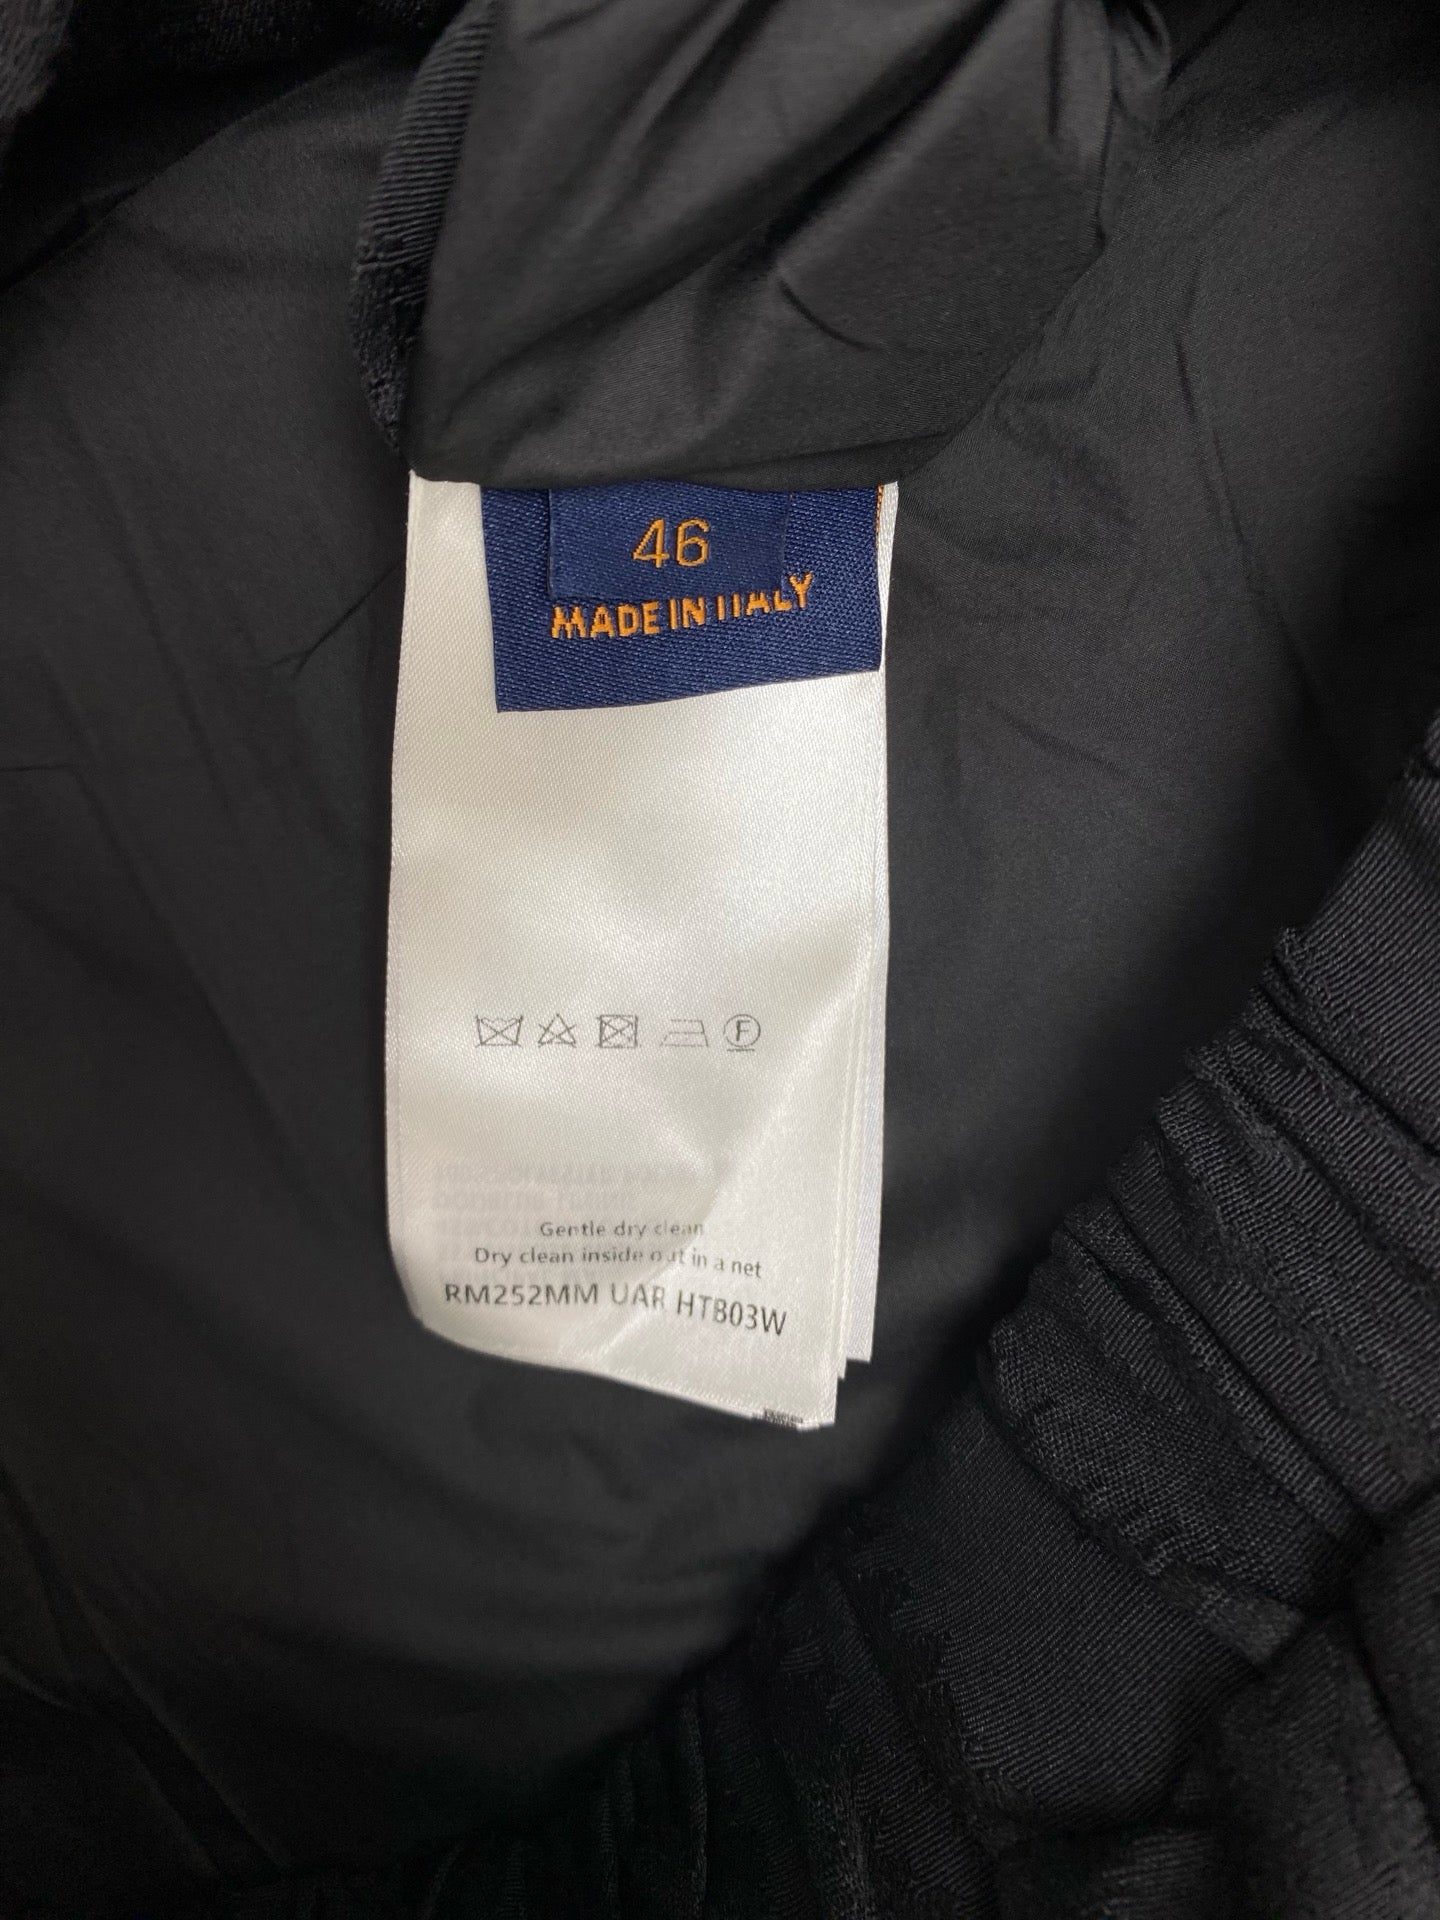 46
MADE IN ITALY
F
Gentle dry clean
Dry clean inside out in a net
RM252MM UAR HTB03W